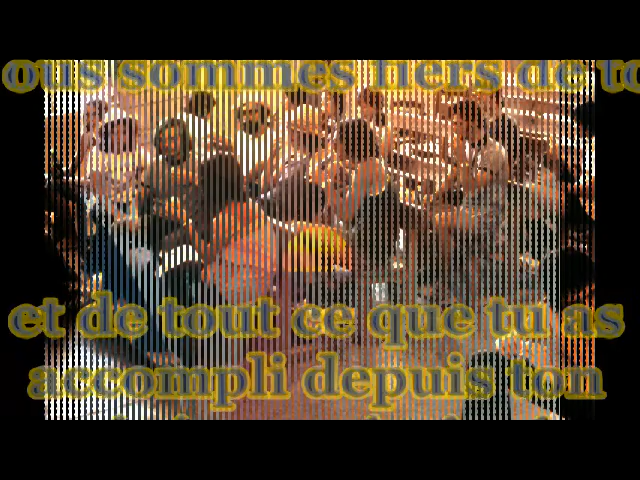 ous sommes fiers de to
et de tout ce que tu as
accompli depuis ton